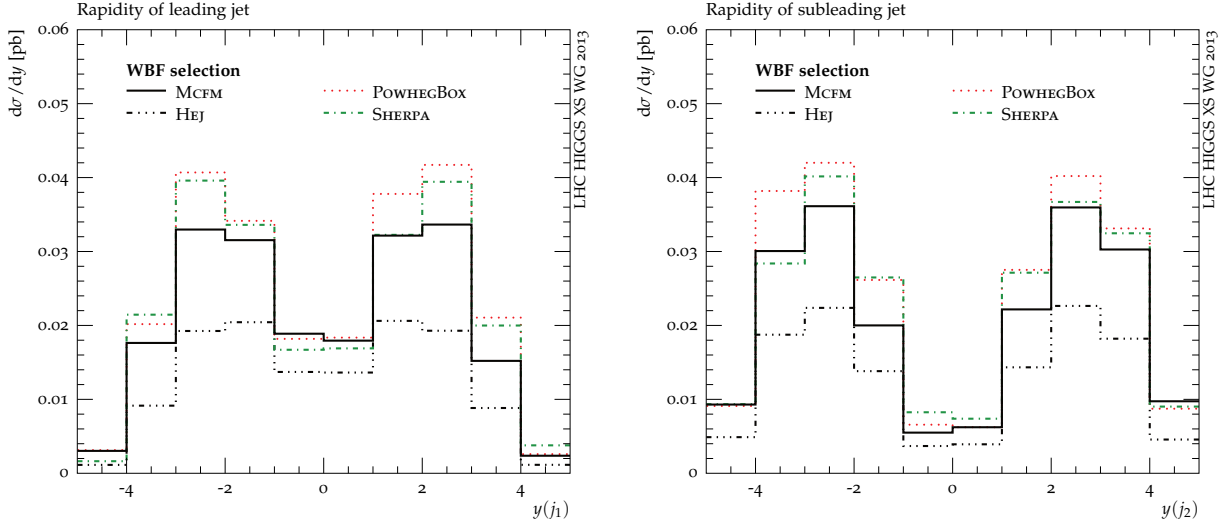 Rapidity of leading jet
dσ/dy [pb]
0.06
0.05
0.04
0.03
0.02
0.01
0
WBF selection
MCFM
HEJ
POWHEGBOX
SHERPA
LHC HIGGS XS WG 2013
-4 -2 0 2 4
y(j1)
Rapidity of subleading jet
dσ/dy [pb]
0.06
0.05
0.04
0.03
0.02
0.01
0
WBF selection
MCFM
HEJ
POWHEGBOX
SHERPA
LHC HIGGS XS WG 2013
-4 -2 0 2 4
y(j2)